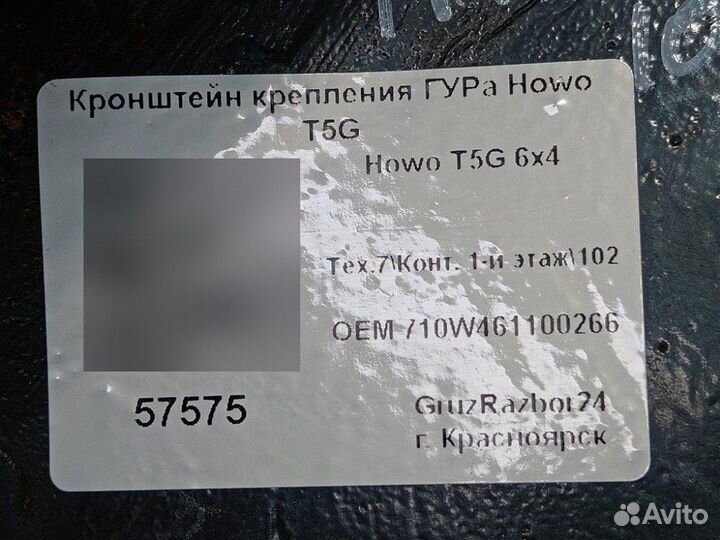 Кронштейн крепления ГУРа Howo
T5G
Howo T5G 6x4
Тех.7\Конт. 1-й этаж\102
OEM 710W461100266
57575
GruzRazbor24
г. Красноярск
Avito